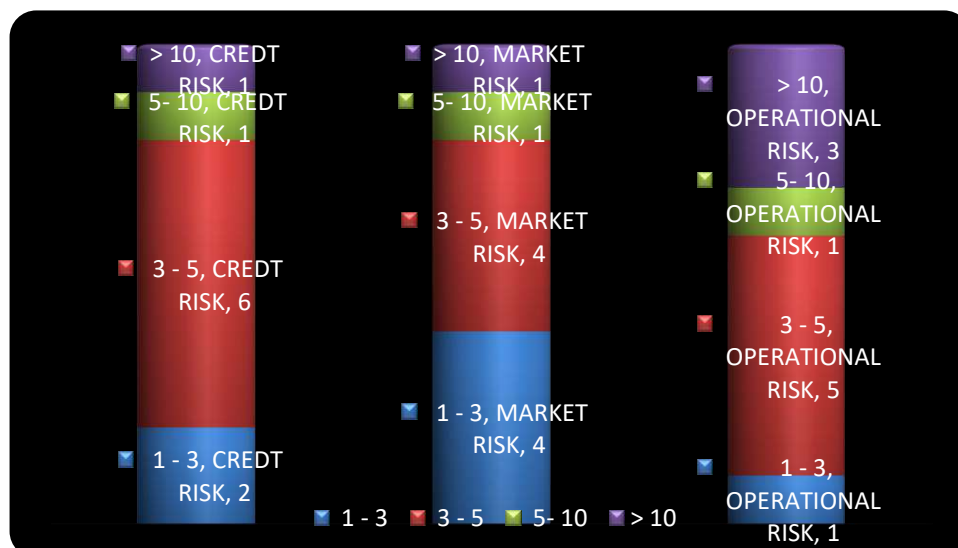 > 10, CREDT
RISK, 1
5- 10, CREDT
RISK, 1
3 - 5, CREDT
RISK, 6
1 - 3, CREDT
RISK, 2
> 10, MARKET
RISK, 1
5- 10, MARKET
RISK, 1
3 - 5, MARKET
RISK, 4
1 - 3, MARKET
RISK, 4
> 10,
OPERATIONAL
RISK, 3
5- 10,
OPERATIONAL
RISK, 1
3 - 5,
OPERATIONAL
RISK, 5
1 - 3,
OPERATIONAL
RISK, 1
1 - 3 3 - 5 5- 10 > 10